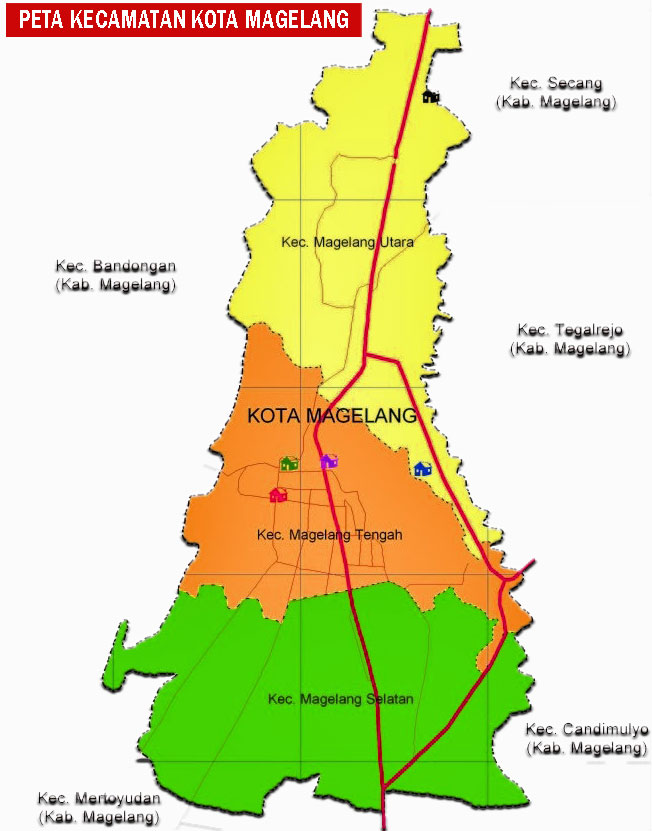 PETA KECAMATAN KOTA MAGELANG
Kec. Secang
(Kab. Magelang)
Kec. Magelang Utara
Kec. Bandongan
(Kab. Magelang)
Kec. Tegalrejo
(Kab. Magelang)
KOTA MAGELANG
Kec. Magelang Tengah
Kec. Magelang Selatan
Kec. Candimulyo
(Kab. Magelang)
Kec. Mertoyudan
(Kab. Magelang)